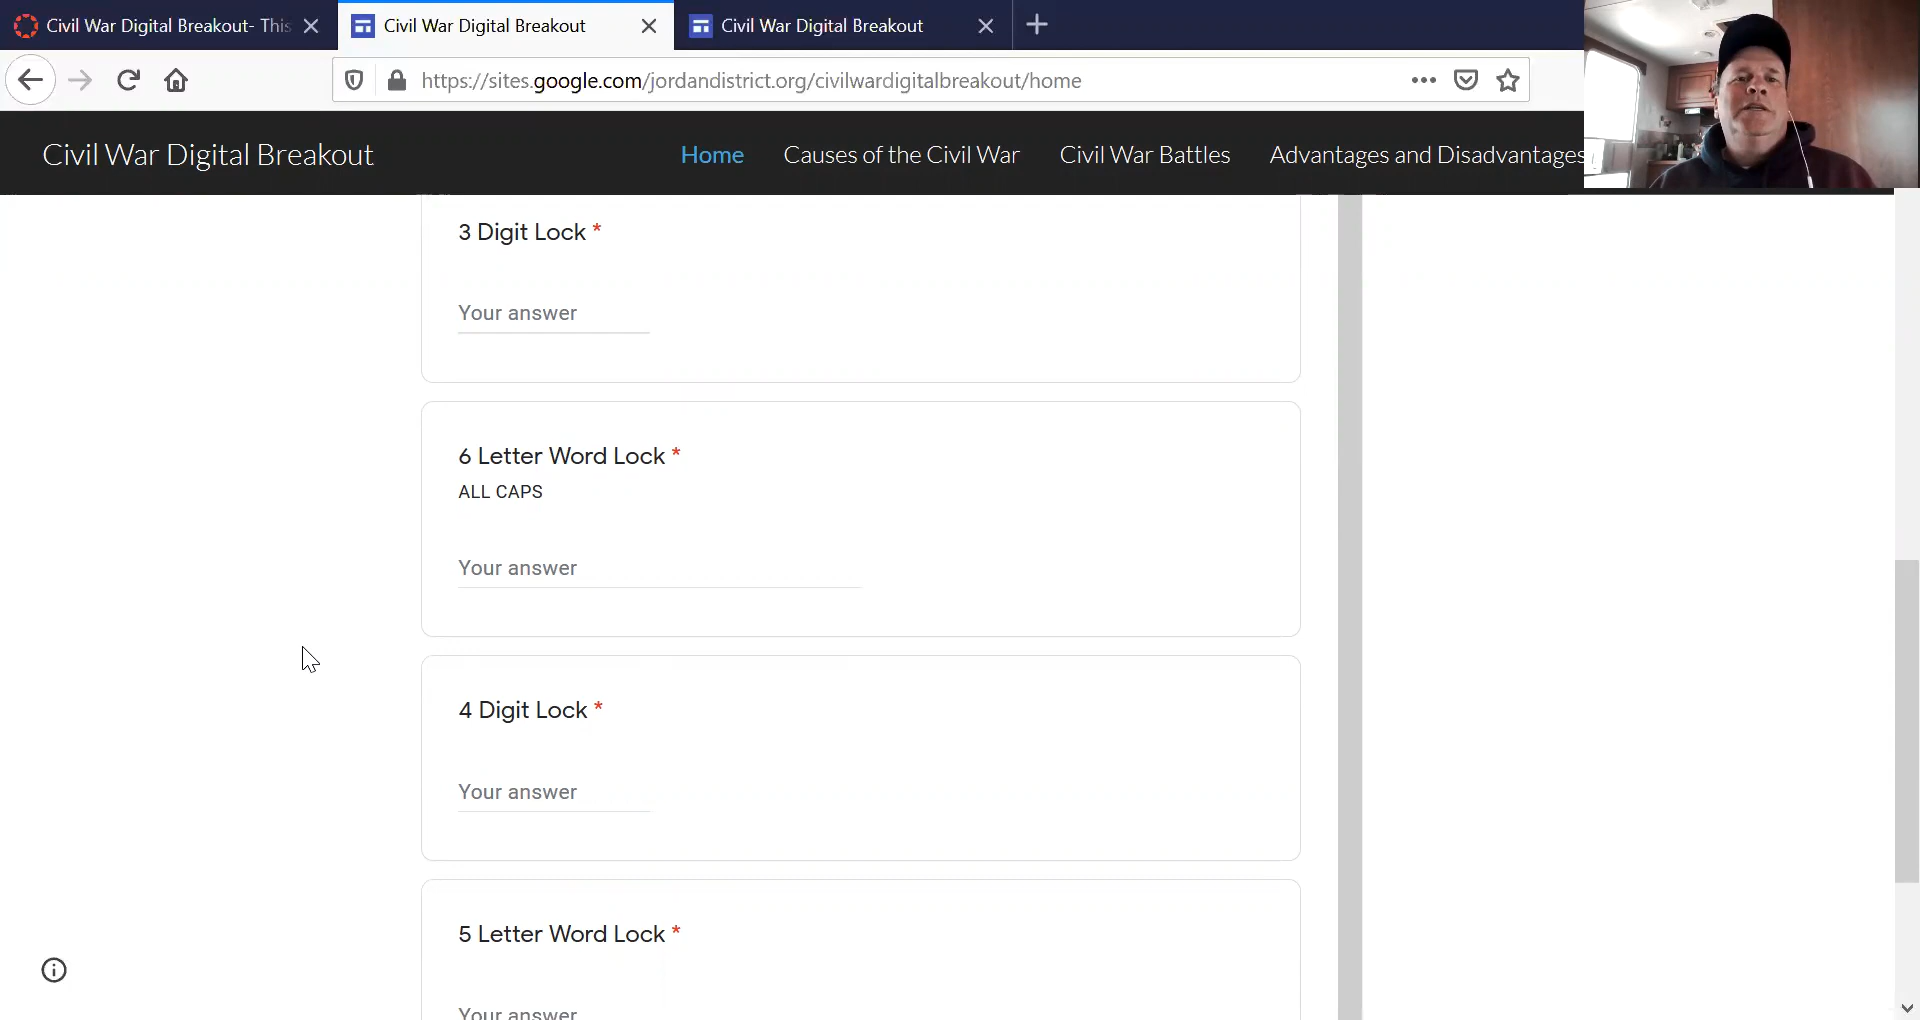 Civil War Digital Breakout- This
Civil War Digital Breakout
Civil War Digital Breakout
https://sites.google.com/jordandistrict.org/civilwardigitalbreakout/home
Civil War Digital Breakout
Home
Causes of the Civil War
Civil War Battles
Advantages and Disadvantages
3 Digit Lock *
Your answer
6 Letter Word Lock *
ALL CAPS
Your answer
4 Digit Lock *
Your answer
5 Letter Word Lock *
Your answer